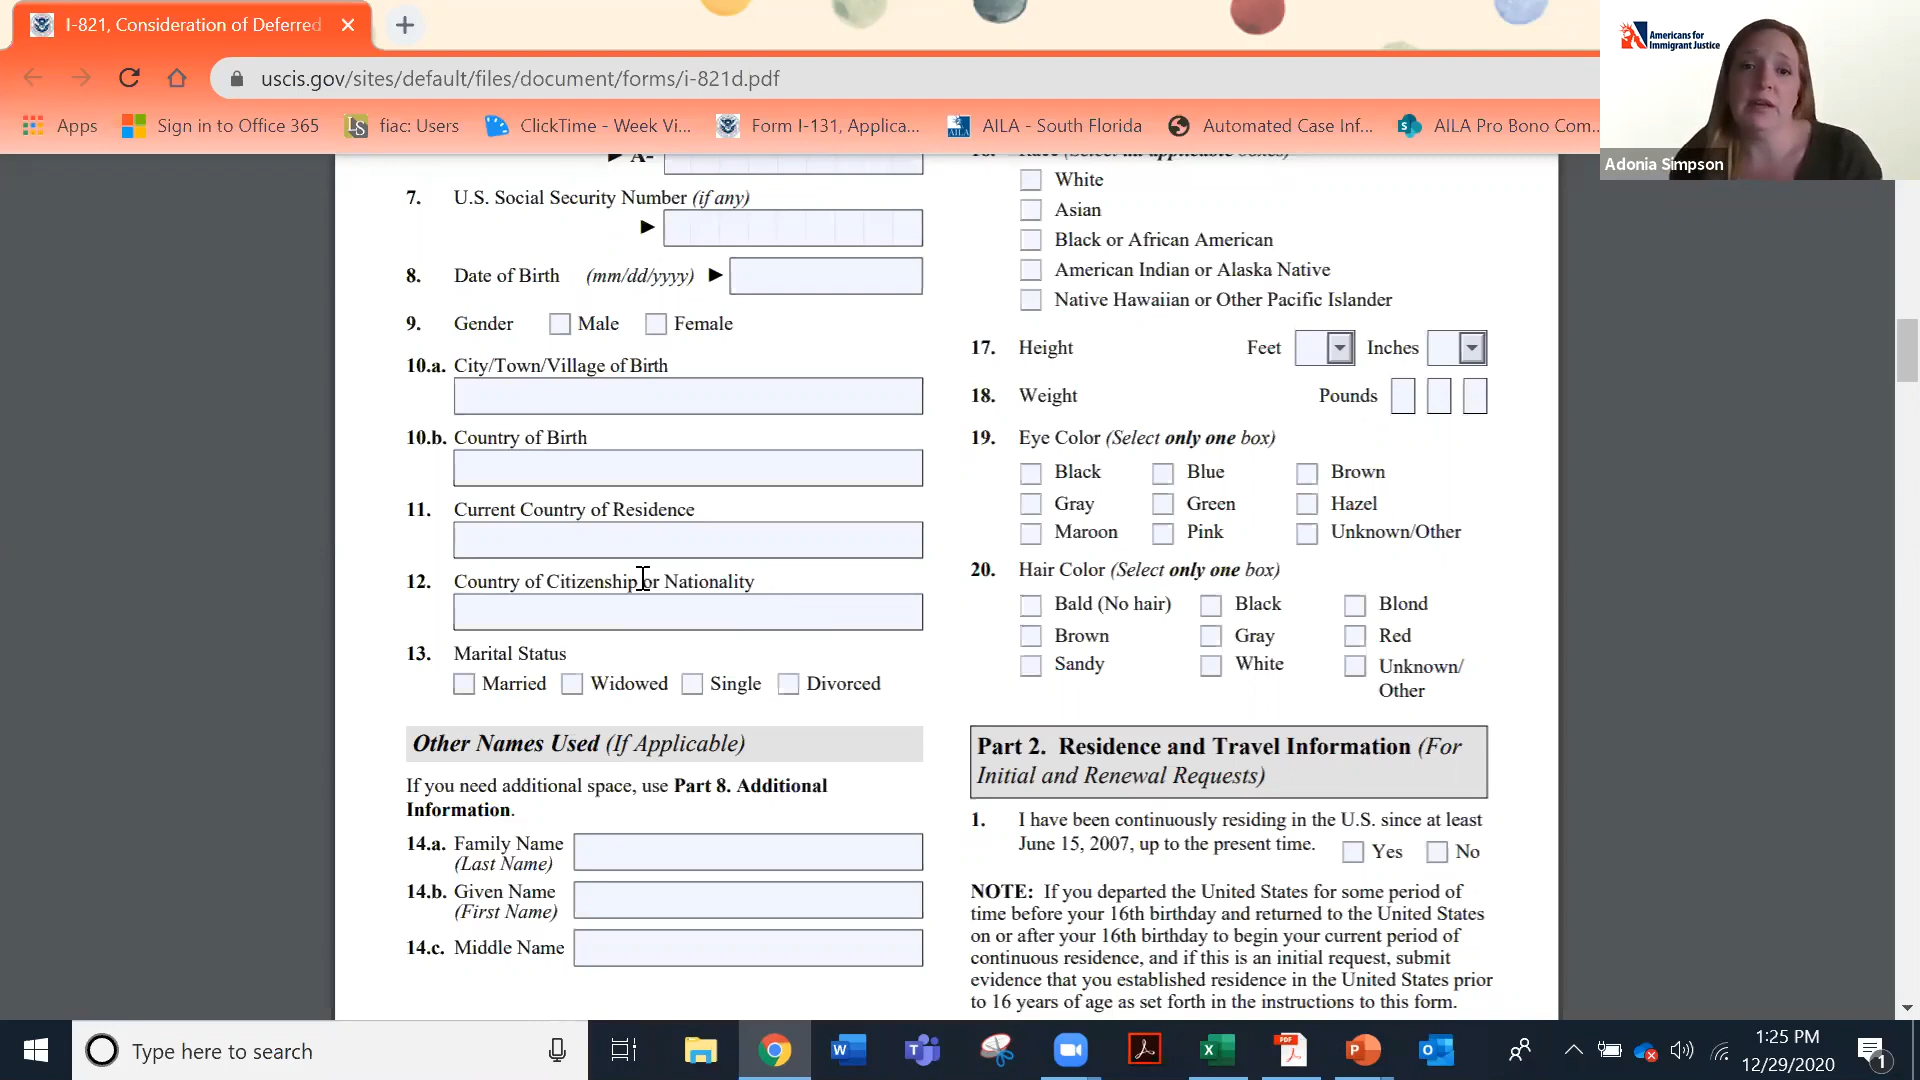 I-821, Consideration of Deferred
uscis.gov/sites/default/files/document/forms/i-821d.pdf
Apps
Sign in to Office 365
fiac: Users
ClickTime - Week Vi...
Form I-131, Applica...
AILA - South Florida
Automated Case Inf...
AILA Pro Bono Com...
Americans for
Immigrant Justice
Adonia Simpson
► A-
7. U.S. Social Security Number (if any)
►
8. Date of Birth (mm/dd/yyyy) ►
9. Gender Male Female
10.a. City/Town/Village of Birth
10.b. Country of Birth
11. Current Country of Residence
12. Country of Citizenship or Nationality
13. Marital Status
Married Widowed Single Divorced
Other Names Used (If Applicable)
If you need additional space, use Part 8. Additional
Information.
14.a. Family Name
(Last Name)
14.b. Given Name
(First Name)
14.c. Middle Name
16. Race (Select all applicable boxes)
White
Asian
Black or African American
American Indian or Alaska Native
Native Hawaiian or Other Pacific Islander
17. Height Feet Inches
18. Weight Pounds
19. Eye Color (Select only one box)
Black Blue Brown
Gray Green Hazel
Maroon Pink Unknown/Other
20. Hair Color (Select only one box)
Bald (No hair) Black Blond
Brown Gray Red
Sandy White Unknown/
Other
Part 2. Residence and Travel Information (For
Initial and Renewal Requests)
1. I have been continuously residing in the U.S. since at least
June 15, 2007, up to the present time. Yes No
NOTE: If you departed the United States for some period of
time before your 16th birthday and returned to the United States
on or after your 16th birthday to begin your current period of
continuous residence, and if this is an initial request, submit
evidence that you established residence in the United States prior
to 16 years of age as set forth in the instructions to this form.
Type here to search
1:25 PM
12/29/2020
1